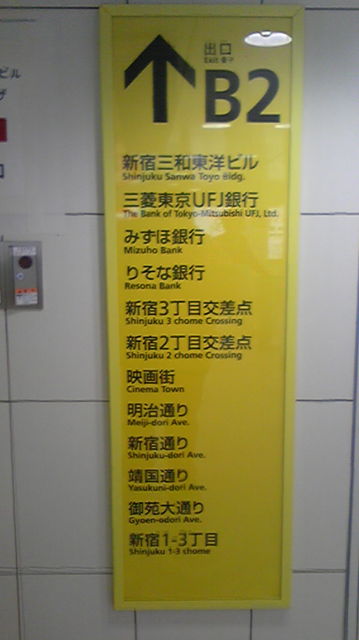 ビル
出口
Exit 출구
B2
新宿三和東洋ビル
Shinjuku Sanwa Toyo Bldg.
三菱東京UFJ銀行
The Bank of Tokyo-Mitsubishi UFJ, Ltd.
みずほ銀行
Mizuho Bank
りそな銀行
Resona Bank
新宿3丁目交差点
Shinjuku 3 chome Crossing
新宿2丁目交差点
Shinjuku 2 chome Crossing
映画街
Cinema Town
明治通り
Meiji-dori Ave.
新宿通り
Shinjuku-dori Ave.
靖国通り
Yasukuni-dori Ave.
御苑大通り
Gyoen-odori Ave.
新宿1-3丁目
Shinjuku 1-3 chome